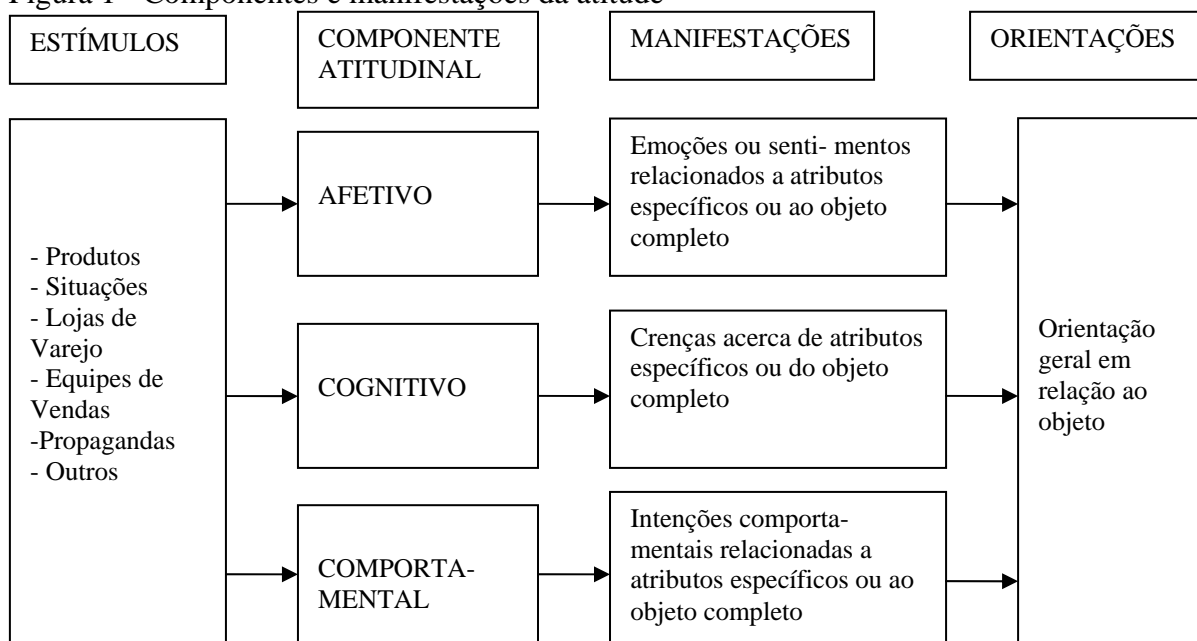 Figura 1 - Componentes e manifestações da atitude
ESTÍMULOS
COMPONENTE
ATITUDINAL
MANIFESTAÇÕES
ORIENTAÇÕES
- Produtos
- Situações
- Lojas de
Varejo
- Equipes de
Vendas
-Propagandas
- Outros
AFETIVO
Emoções ou senti- mentos
relacionados a atributos
específicos ou ao objeto
completo
COGNITIVO
Crenças acerca de atributos
específicos ou do objeto
completo
COMPORTA-
MENTAL
Intenções comporta-
mentais relacionadas a
atributos específicos ou ao
objeto completo
Orientação
geral em
relação ao
objeto